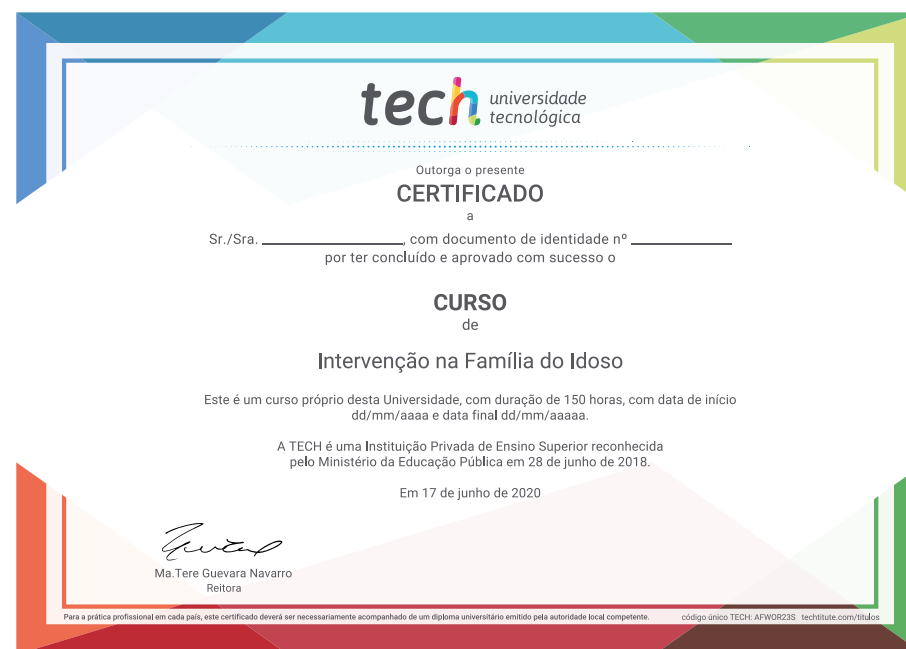 tech universidade
tecnológica
Outorga o presente
CERTIFICADO
a
Sr./Sra. ________________, com documento de identidade nº ____________
por ter concluído e aprovado com sucesso o
CURSO
de
Intervenção na Família do Idoso
Este é um curso próprio desta Universidade, com duração de 150 horas, com data de início
dd/mm/aaaa e data final dd/mm/aaaaa.
A TECH é uma Instituição Privada de Ensino Superior reconhecida
pelo Ministério da Educação Pública em 28 de junho de 2018.
Em 17 de junho de 2020
Ma.Tere Guevara Navarro
Reitora
Para a prática profissional em cada país, este certificado deverá ser necessariamente acompanhado de um diploma universitário emitido pela autoridade local competente. código único TECH: AFWOR23S techtitute.com/titulos